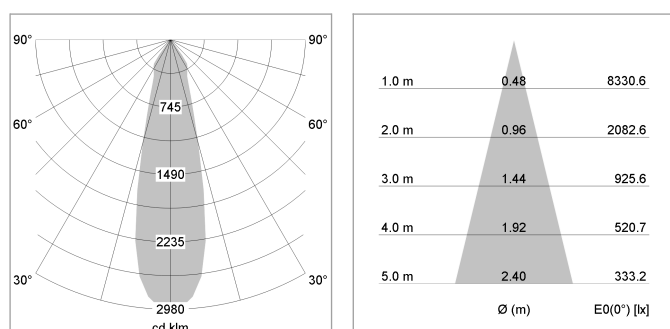 90° 90°
745
60° 60°
1490
2235
30° 30°
2980
cd klm
1.0 m 0.48 8330.6
2.0 m 0.96 2082.6
3.0 m 1.44 925.6
4.0 m 1.92 520.7
5.0 m 2.40 333.2
Ø (m) E0(0°) [lx]